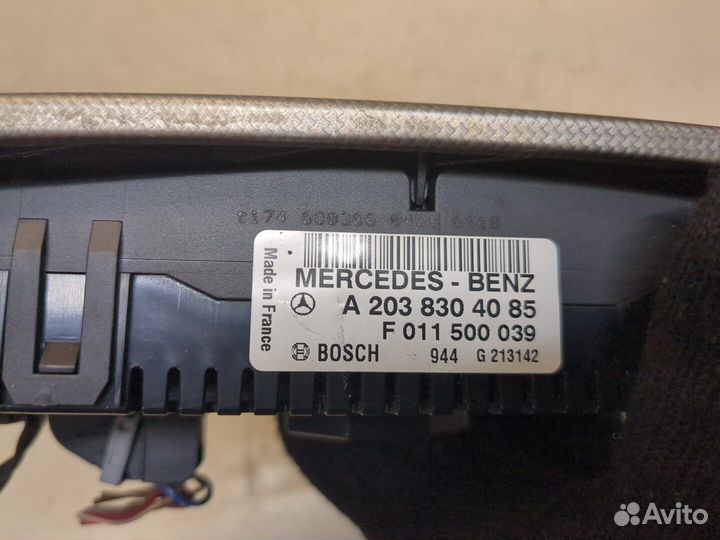 Made in France
MERCEDES - BENZ
A 203 830 40 85
F 011 500 039
BOSCH 944 G 213142
Avito